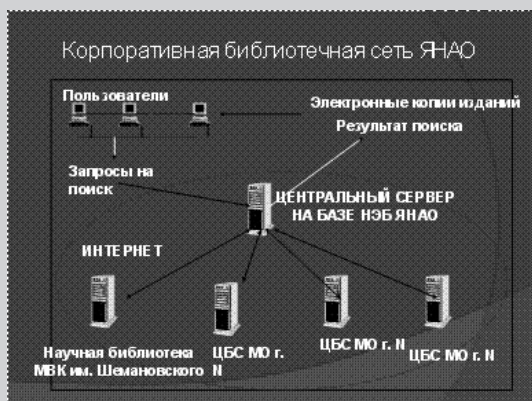 Корпоративная библиотечная сеть ЯНАО
Пользователи
Электронные копии изданий
Результат поиска
Запросы на
поиск
ЦЕНТРАЛЬНЫЙ СЕРВЕР
НА БАЗЕ НЭБ ЯНАО
ИНТЕРНЕТ
Научная библиотека
МВК им. Шемановского
ЦБС МО г.
N
ЦБС МО г. N
ЦБС МО г. N